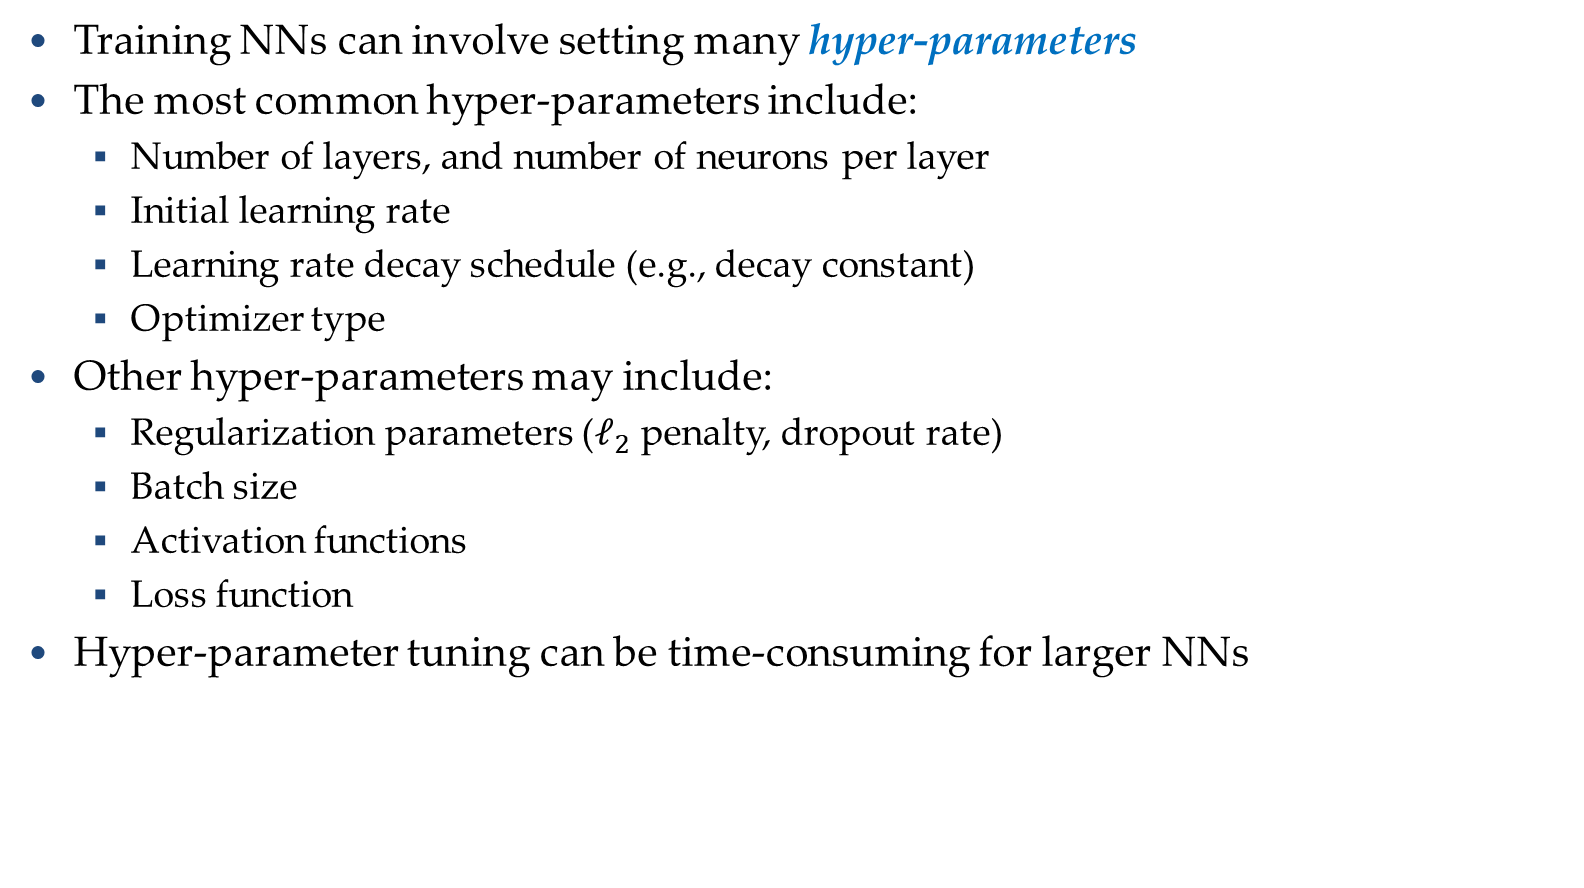 • Training NNs can involve setting many hyper-parameters
• The most common hyper-parameters include:
▪ Number of layers, and number of neurons per layer
▪ Initial learning rate
▪ Learning rate decay schedule (e.g., decay constant)
▪ Optimizer type
• Other hyper-parameters may include:
▪ Regularization parameters (ℓ₂ penalty, dropout rate)
▪ Batch size
▪ Activation functions
▪ Loss function
• Hyper-parameter tuning can be time-consuming for larger NNs